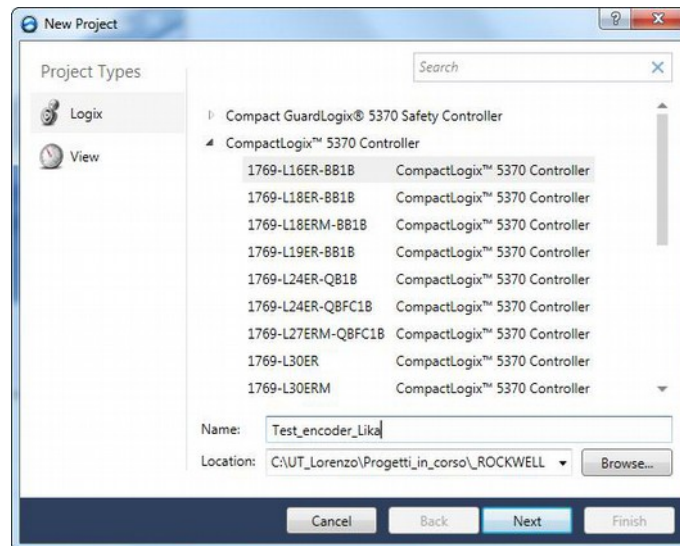 New Project
Project Types
Search
Logix
View
Compact GuardLogix® 5370 Safety Controller
CompactLogix™ 5370 Controller
1769-L16ER-BB1B CompactLogix™ 5370 Controller
1769-L18ER-BB1B CompactLogix™ 5370 Controller
1769-L18ERM-BB1B CompactLogix™ 5370 Controller
1769-L19ER-BB1B CompactLogix™ 5370 Controller
1769-L24ER-QB1B CompactLogix™ 5370 Controller
1769-L24ER-QBFC1B CompactLogix™ 5370 Controller
1769-L27ERM-QBFC1B CompactLogix™ 5370 Controller
1769-L30ER CompactLogix™ 5370 Controller
1769-L30ERM CompactLogix™ 5370 Controller
Name: Test_encoder_Lika
Location: C:\UT_Lorenzo\Progetti_in_corso\_ROCKWELL Browse...
Cancel Back Next Finish